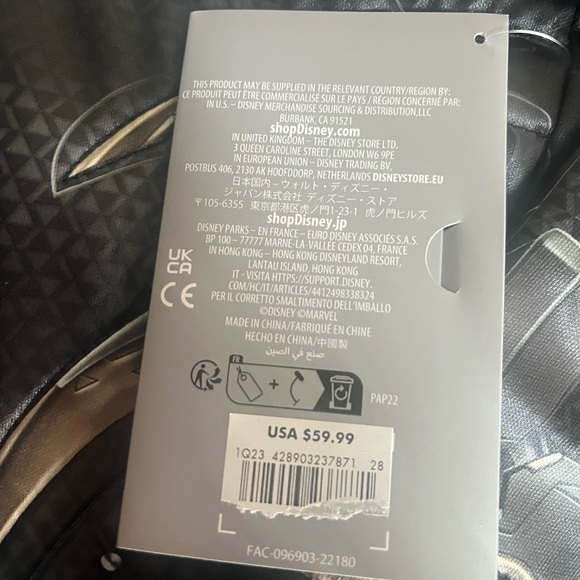 THIS PRODUCT MAY BE SUPPLIED IN THE RELEVANT COUNTRY/REGION BY:
CE PRODUIT PEUT ÊTRE COMMERCIALISÉ SUR LE PAYS / RÉGION CONCERNÉ PAR:
IN U.S. – DISNEY MERCHANDISE SOURCING & DISTRIBUTION,LLC
BURBANK, CA 91521
shopDisney.com
IN UNITED KINGDOM – THE DISNEY STORE LTD.
3 QUEEN CAROLINE STREET, LONDON W6 9PE
IN EUROPEAN UNION – DISNEY TRADING BV,
POSTBUS 406, 2130 AK HOOFDDORP, NETHERLANDS DISNEYSTORE.EU
日本国内 – ウォルト・ディズニー・
ジャパン株式会社 ディズニー・ストア
〒105-6355 東京都港区虎ノ門1-23-1 虎ノ門ヒルズ
shopDisney.jp
DISNEY PARKS – EN FRANCE – EURO DISNEY ASSOCIÉS S.A.S.
BP 100 – 77777 MARNE-LA-VALLEE CEDEX 04, FRANCE
IN HONG KONG – HONG KONG DISNEYLAND RESORT,
LANTAU ISLAND, HONG KONG
IT - VISITA HTTPS://SUPPORT.DISNEY.
COM/HC/IT/ARTICLES/4412498338324
PER IL CORRETTO SMALTIMENTO DELL'IMBALLO
©DISNEY ©MARVEL
MADE IN CHINA/FABRIQUÉ EN CHINE
HECHO EN CHINA/中國製
صنع في الصين
UK
CA
CE
FR
+
PAP22
USA $59.99
1Q23 428903237871 28
FAC-096903-22180